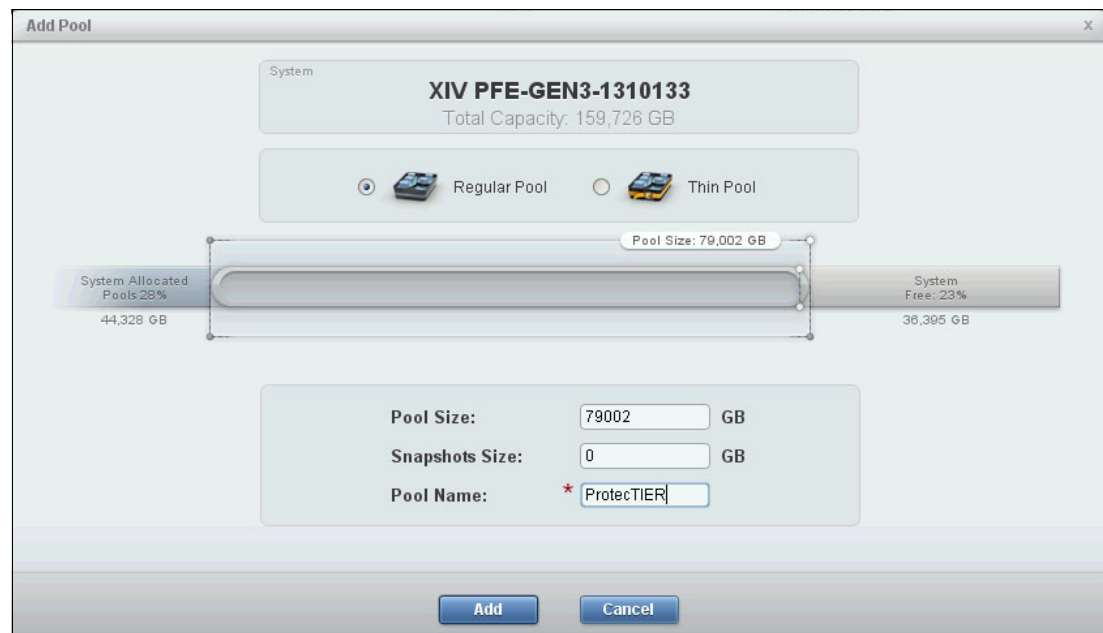 Add Pool
x
System
XIV PFE-GEN3-1310133
Total Capacity: 159,726 GB
Regular Pool
Thin Pool
Pool Size: 79,002 GB
System Allocated
Pools 28%
44,328 GB
System
Free: 23%
36,395 GB
Pool Size: 79002 GB
Snapshots Size: 0 GB
Pool Name: * ProtecTIER
Add
Cancel